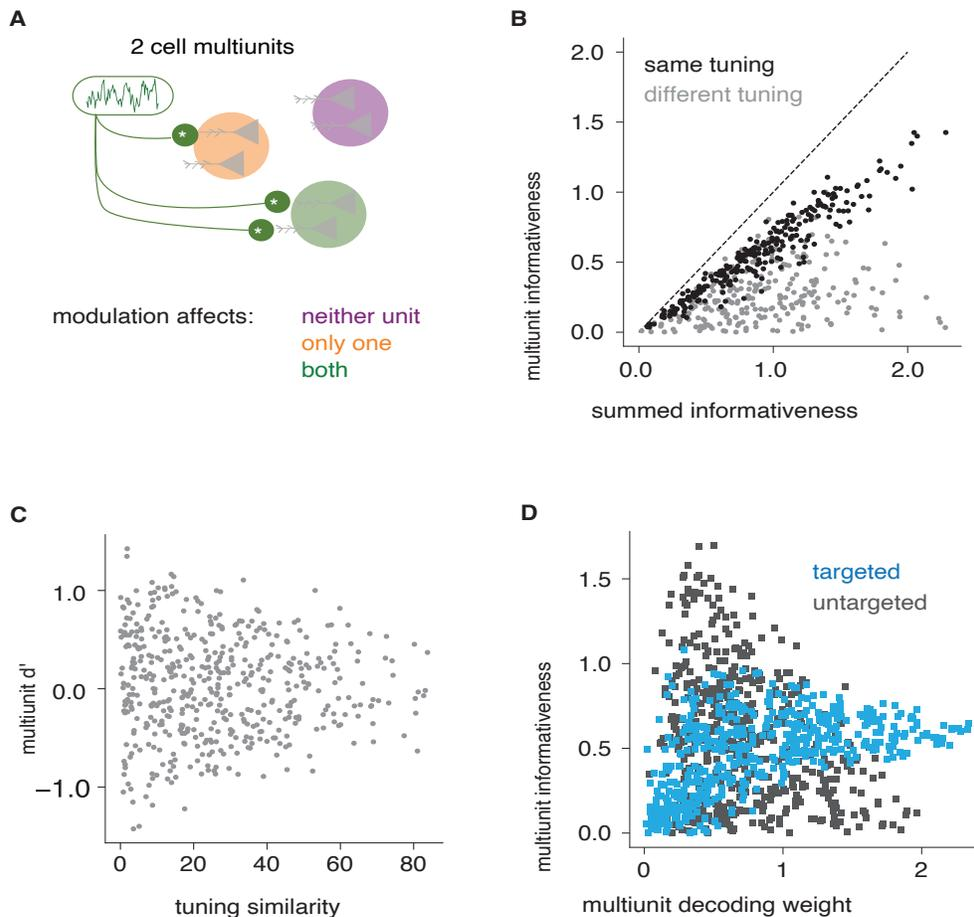 A
2 cell multiunits
*
*
*
modulation affects:
neither unit
only one
both
B
2.0
1.5
1.0
0.5
0.0
same tuning
different tuning
multiunit informativeness
0.0 1.0 2.0
summed informativeness
C
1.0
0.0
–1.0
multiunit d'
0 20 40 60 80
tuning similarity
D
1.5
1.0
0.5
0.0
targeted
untargeted
multiunit informativeness
0 1 2
multiunit decoding weight